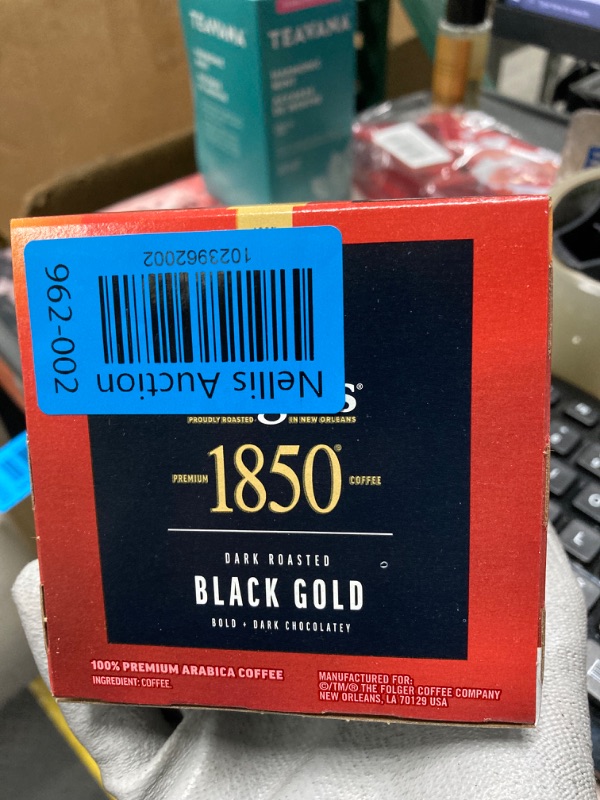 TEAVANA
TEAVANA
1023962002
962-002
Nellis Auction
PROUDLY ROASTED IN NEW ORLEANS
PREMIUM 1850® COFFEE
DARK ROASTED
BLACK GOLD
BOLD • DARK CHOCOLATEY
100% PREMIUM ARABICA COFFEE
INGREDIENT: COFFEE.
MANUFACTURED FOR:
©/TM/® THE FOLGER COFFEE COMPANY
NEW ORLEANS, LA 70129 USA